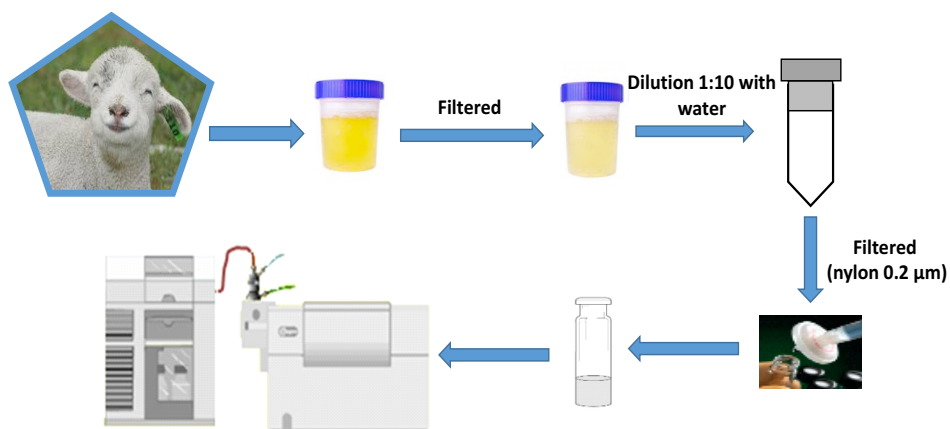 Filtered
Dilution 1:10 with
water
Filtered
(nylon 0.2 µm)